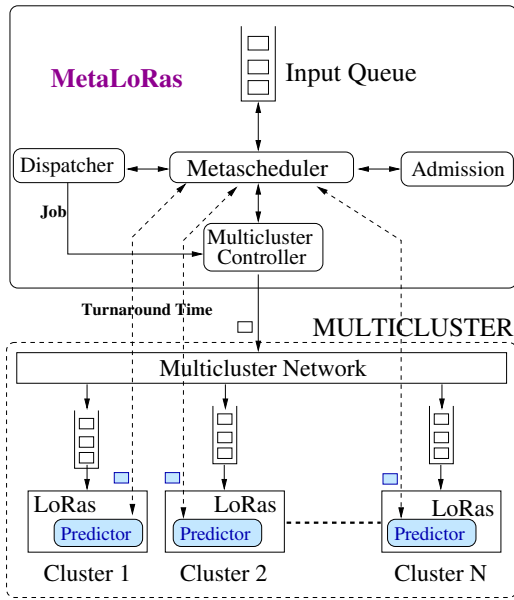 MetaLoRas
Input Queue
Dispatcher
Metascheduler
Admission
Job
Multicluster
Controller
Turnaround Time
MULTICLUSTER
Multicluster Network
LoRas
LoRas
LoRas
Predictor
Predictor
Predictor
Cluster 1
Cluster 2
Cluster N